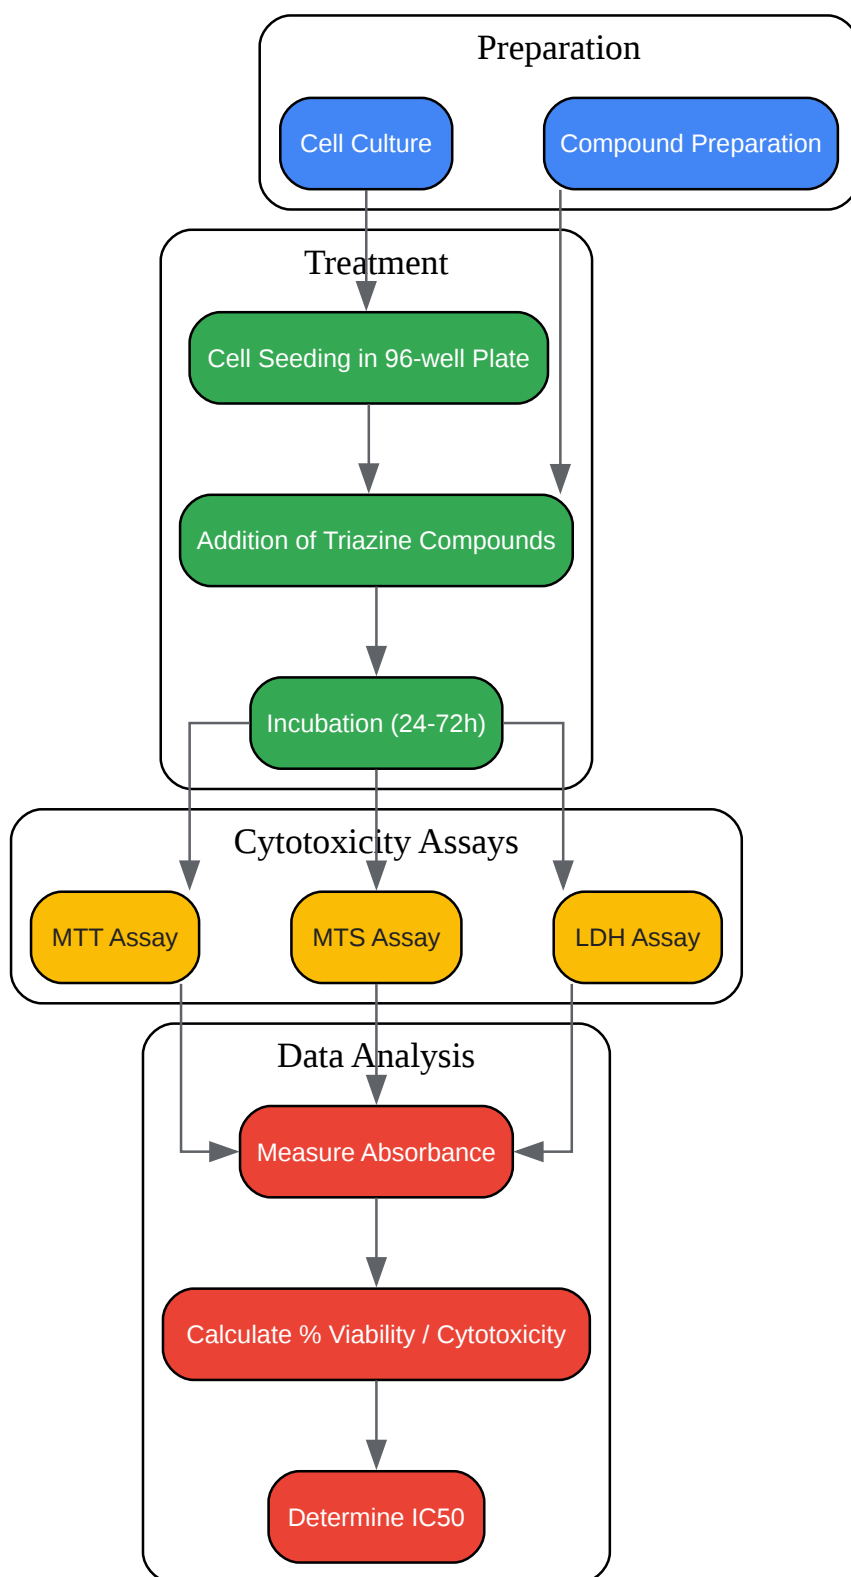 Preparation
Cell Culture
Compound Preparation
Treatment
Cell Seeding in 96-well Plate
Addition of Triazine Compounds
Incubation (24-72h)
Cytotoxicity Assays
MTT Assay
MTS Assay
LDH Assay
Data Analysis
Measure Absorbance
Calculate % Viability / Cytotoxicity
Determine IC50